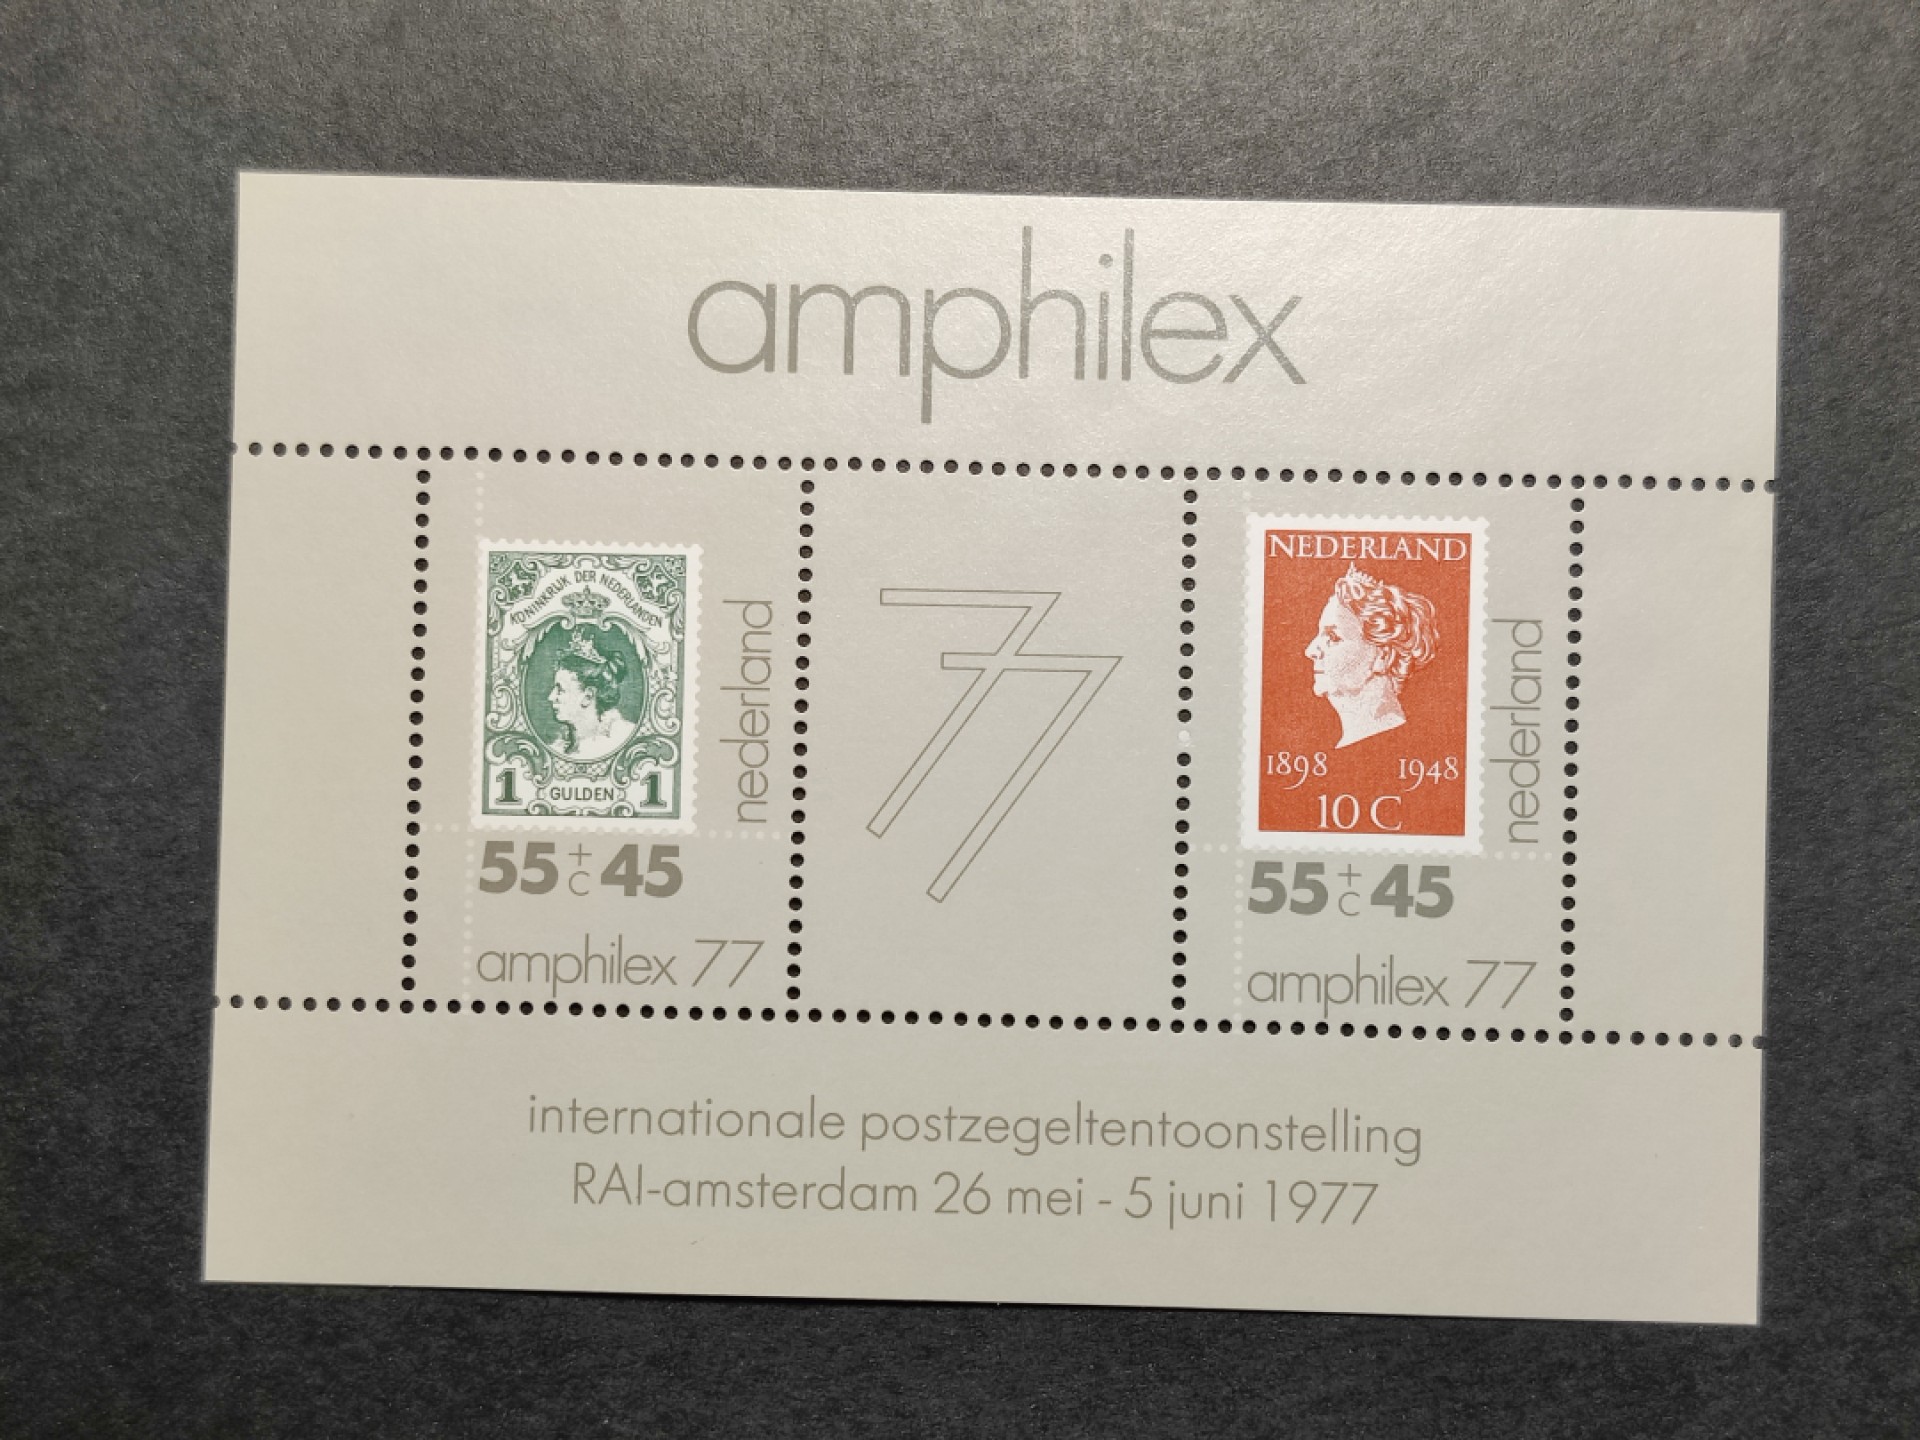 amphilex
KONINKRIJK DER NEDERLANDEN
1 GULDEN 1
nederland
55 + c 45
amphilex 77
77
NEDERLAND
1898 1948
10 C
nederland
55 + c 45
amphilex 77
internationale postzegeltentoonstelling
RAI-amsterdam 26 mei - 5 juni 1977